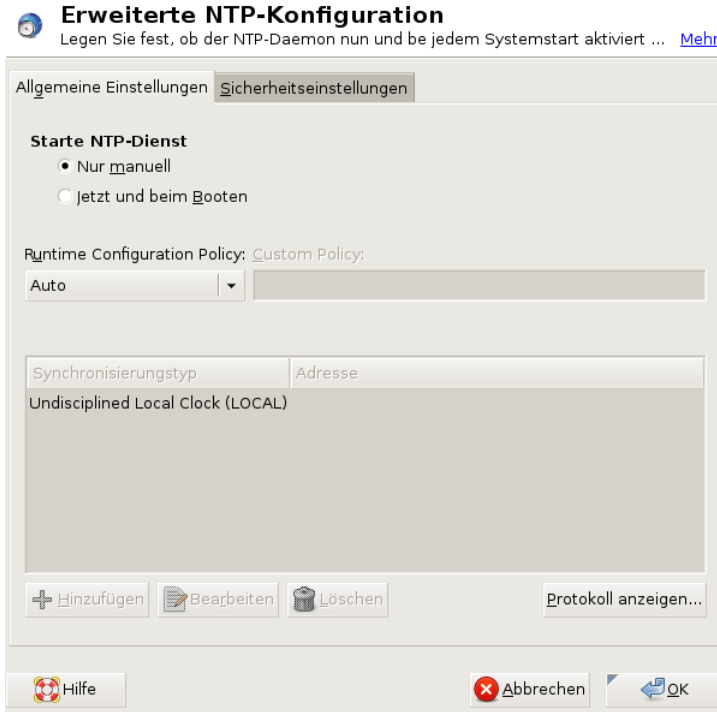 Erweiterte NTP-Konfiguration
Legen Sie fest, ob der NTP-Daemon nun und be jedem Systemstart aktiviert ... Mehr
Allgemeine Einstellungen Sicherheitseinstellungen
Starte NTP-Dienst
Nur manuell
Jetzt und beim Booten
Runtime Configuration Policy: Custom Policy:
Auto
Synchronisierungstyp Adresse
Undisciplined Local Clock (LOCAL)
Hinzufügen Bearbeiten Löschen Protokoll anzeigen...
Hilfe Abbrechen OK